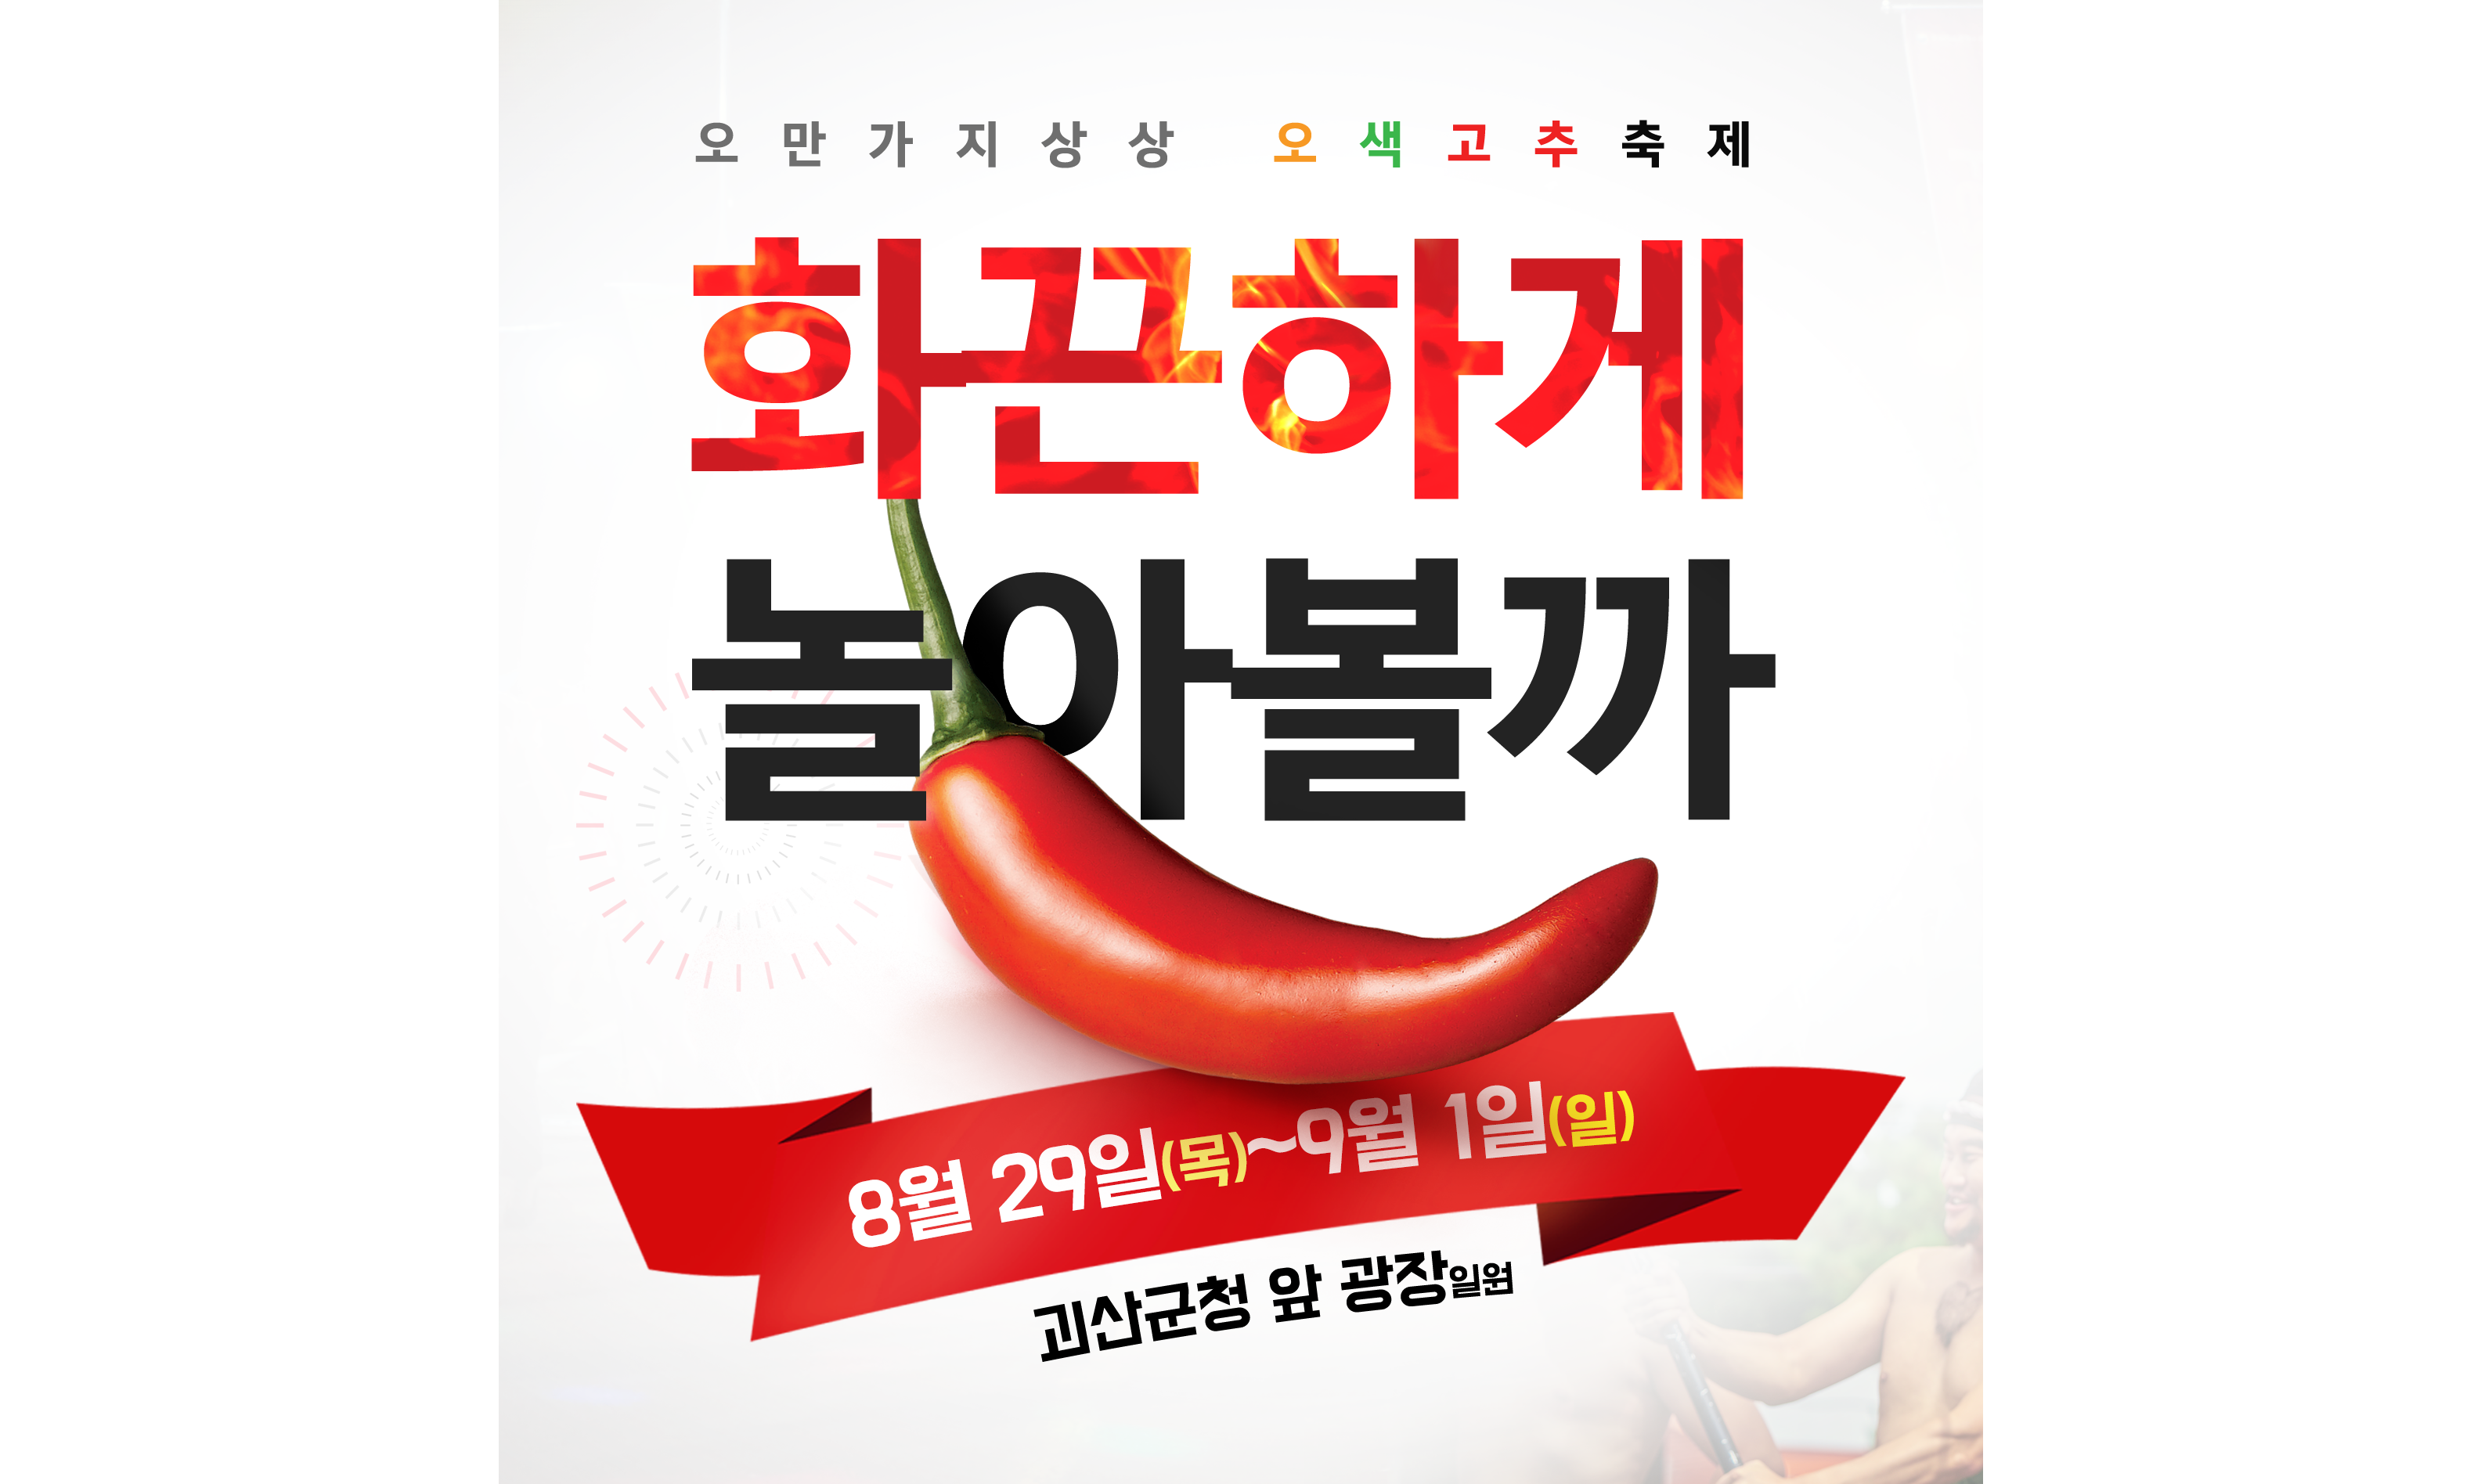 오만가지상상 오색고추축제
화끈하게
놀아볼까
8월 29일(목)~9월 1일(일)
괴산군청 앞 광장일원